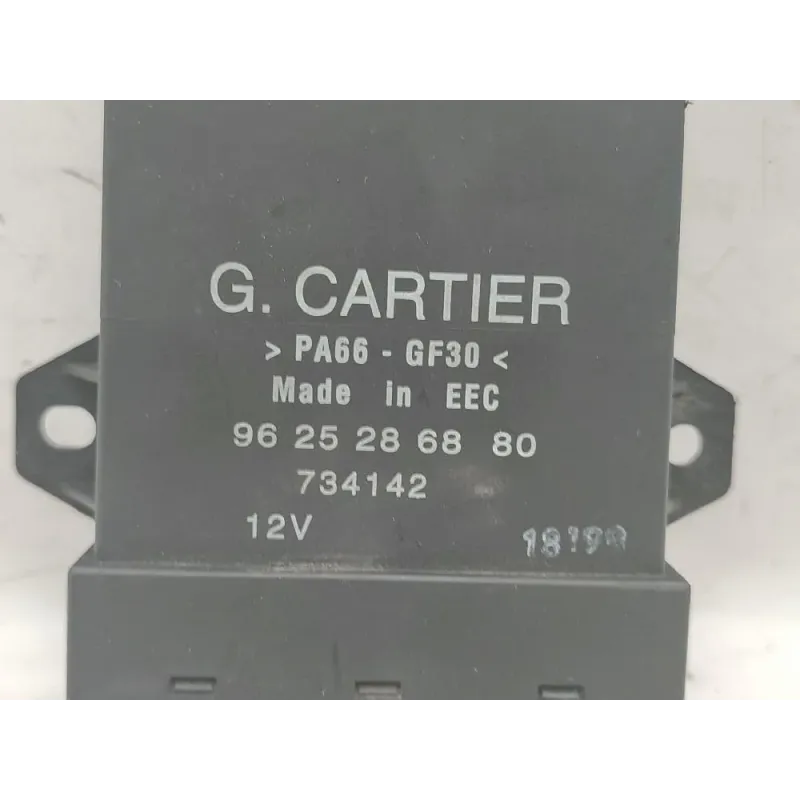 G. CARTIER
> PA66 - GF30 <
Made in EEC
96 25 28 68 80
734142
12V